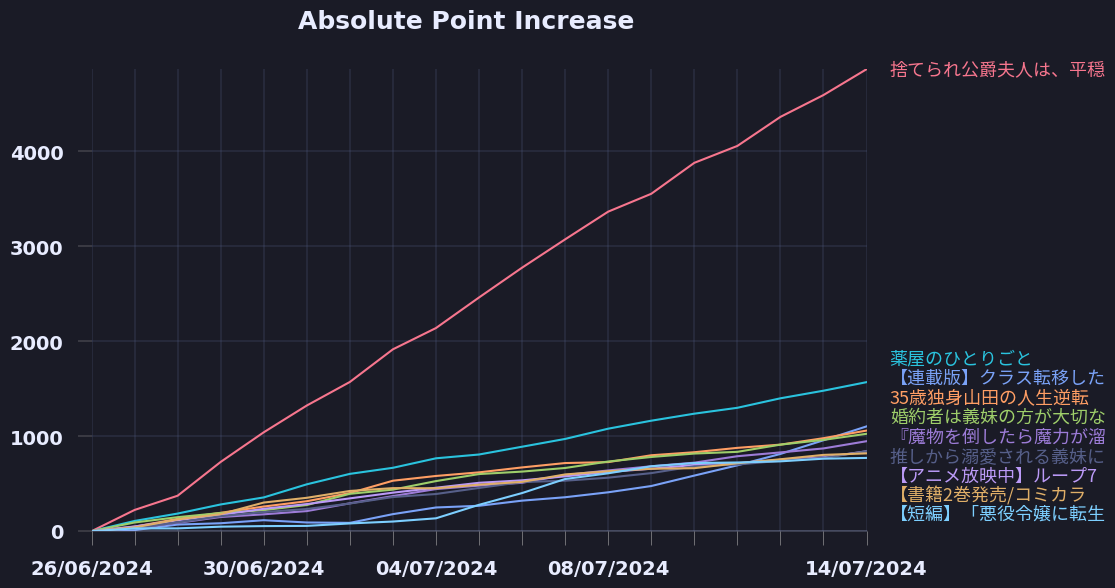 Absolute Point Increase
捨てられ公爵夫人は、平穏
4000
3000
2000
薬屋のひとりごと
【連載版】クラス転移した
35歳独身山田の人生逆転
婚約者は義妹の方が大切な
1000
『魔物を倒したら魔力が溜
推しから溺愛される義妹に
【アニメ放映中】ループ7
【書籍2巻発売/コミカラ
【短編】「悪役令嬢に転生
0
26/06/2024
30/06/2024
04/07/2024
08/07/2024
14/07/2024